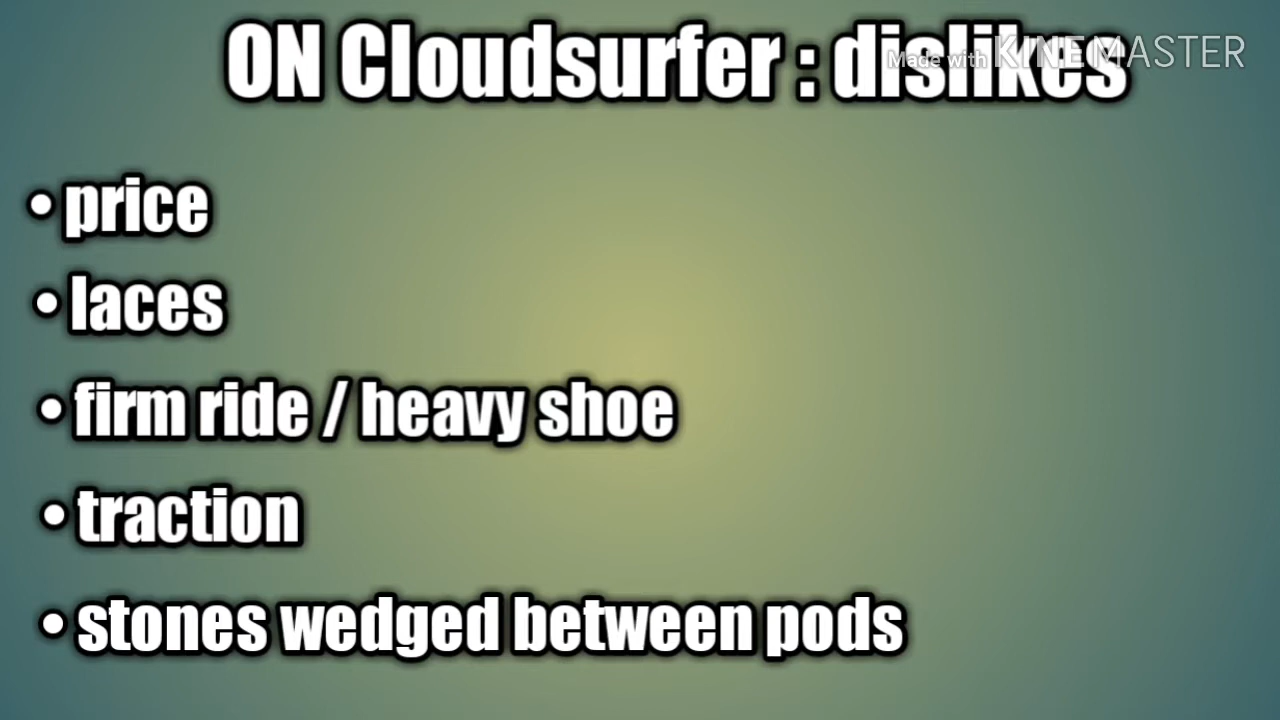 ON Cloudsurfer : dislikes
Made with KINEMASTER
• price
• laces
• firm ride / heavy shoe
• traction
• stones wedged between pods